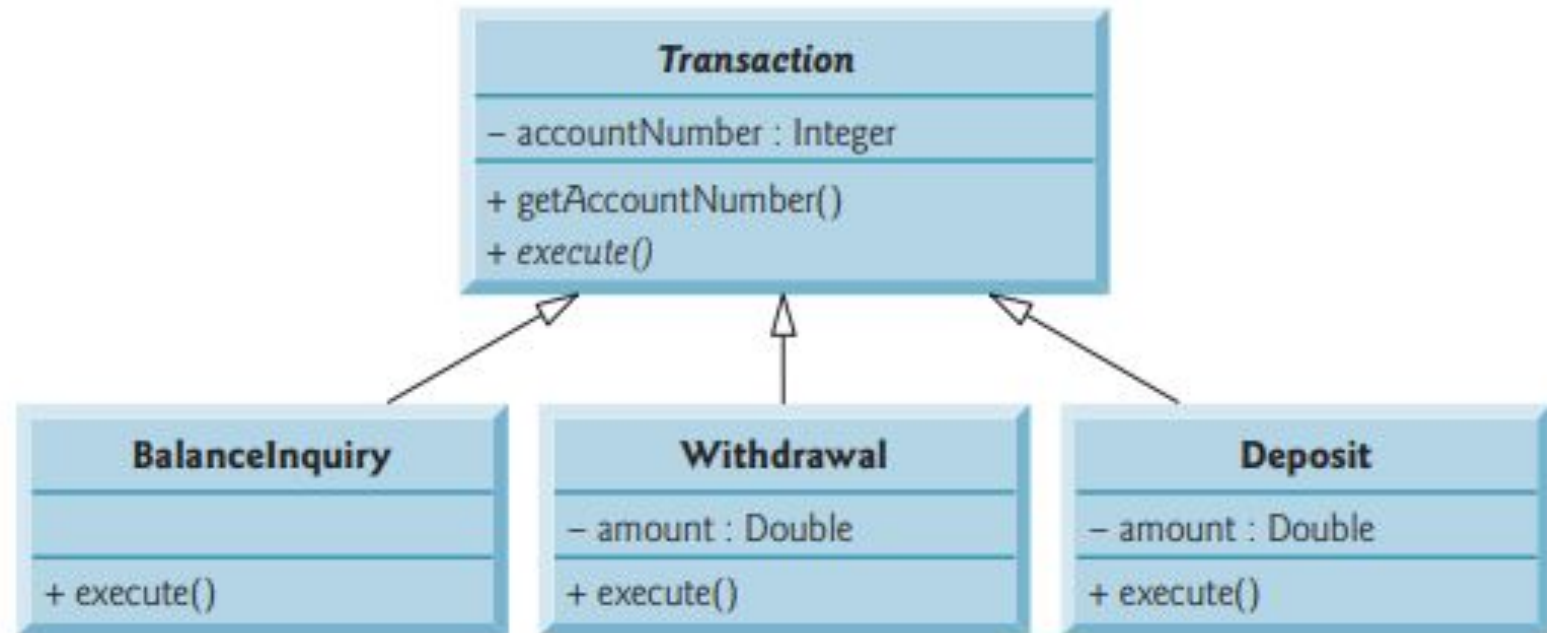 Transaction
– accountNumber : Integer
+ getAccountNumber()
+ execute()
BalanceInquiry
+ execute()
Withdrawal
– amount : Double
+ execute()
Deposit
– amount : Double
+ execute()